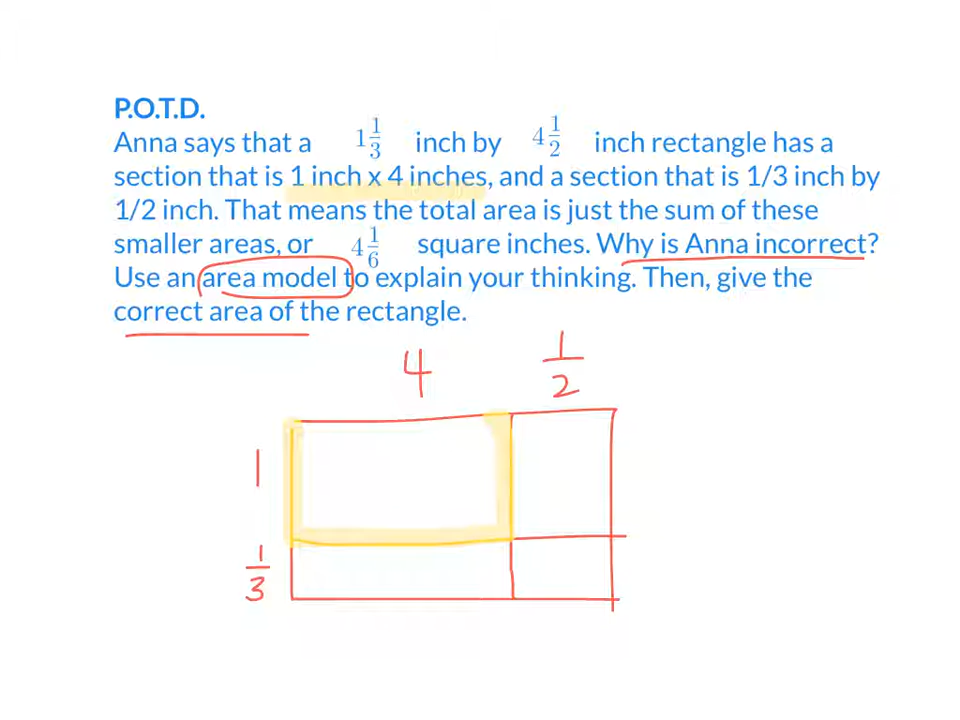 P.O.T.D.
Anna says that a 1 1/3 inch by 4 1/2 inch rectangle has a
section that is 1 inch x 4 inches, and a section that is 1/3 inch by
1/2 inch. That means the total area is just the sum of these
smaller areas, or 4 1/6 square inches. Why is Anna incorrect?
Use an area model to explain your thinking. Then, give the
correct area of the rectangle.
4 1/2
1
1/3